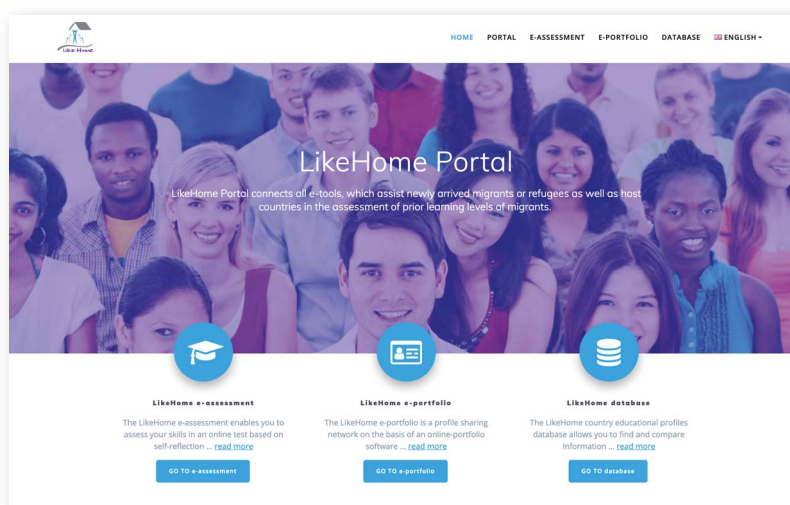 Like Home
HOME PORTAL E-ASSESSMENT E-PORTFOLIO DATABASE ENGLISH
LikeHome Portal
LikeHome Portal connects all e-tools, which assist newly arrived migrants or refugees as well as host
countries in the assessment of prior learning levels of migrants.
LikeHome e-assessment
The LikeHome e-assessment enables you to
assess your skills in an online test based on
self-reflection ... read more
GO TO e-assessment
LikeHome e-portfolio
The LikeHome e-portfolio is a profile sharing
network on the basis of an online-portfolio
software ... read more
GO TO e-portfolio
LikeHome database
The LikeHome country educational profiles
database allows you to find and compare
information ... read more
GO TO database